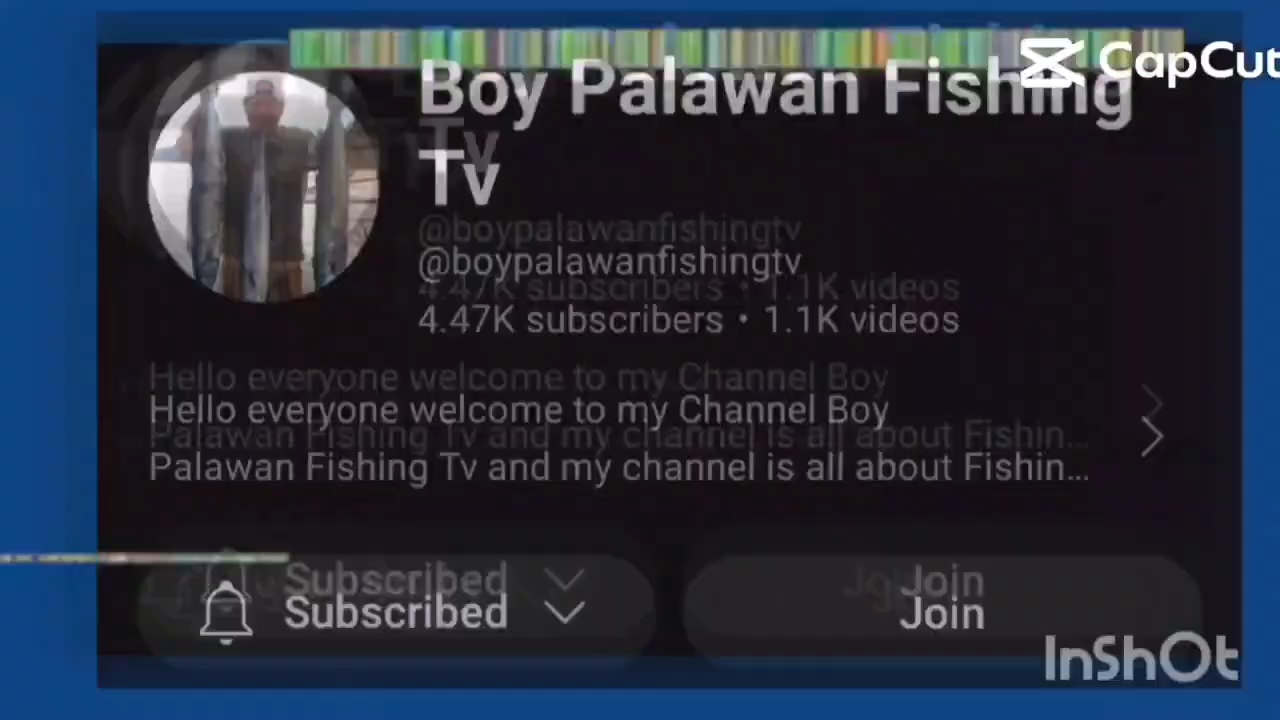 Boy Palawan Fishing
Tv
@boypalawanfishingtv
4.47K subscribers • 1.1K videos
Hello everyone welcome to my Channel Boy
Palawan Fishing Tv and my channel is all about Fishin...
Subscribed
Join
CapCut
InShOt